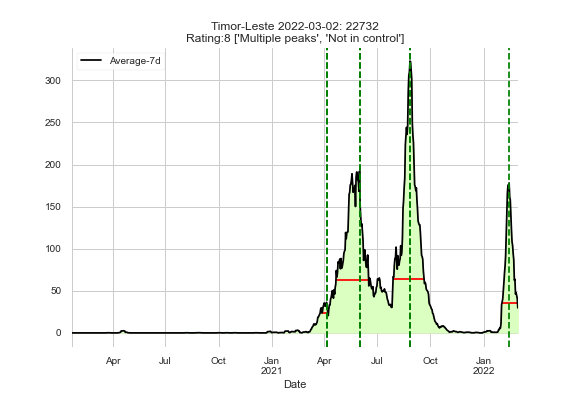 Timor-Leste 2022-03-02: 22732
Rating:8 ['Multiple peaks', 'Not in control']
Average-7d
300
250
200
150
100
50
0
Apr Jul Oct Jan Apr Jul Oct Jan
2021 2022
Date